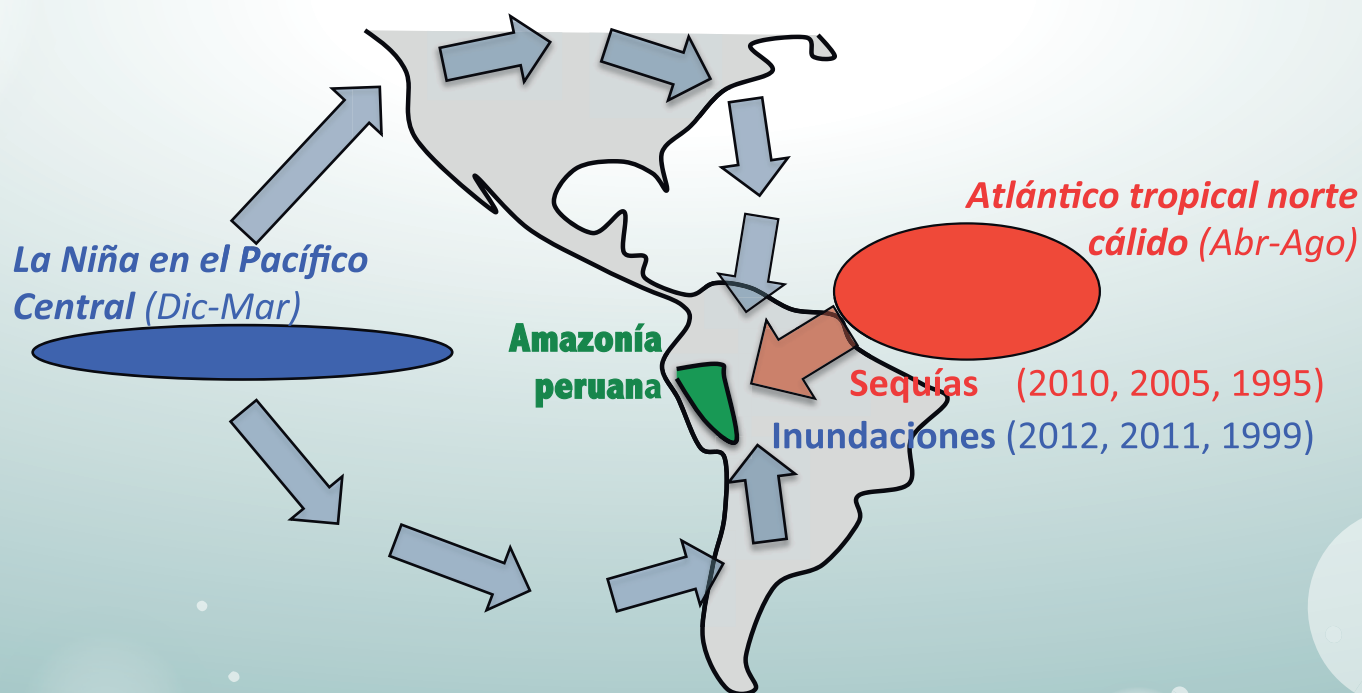 Atlántico tropical norte
cálido (Abr-Ago)
La Niña en el Pacífico
Central (Dic-Mar)
Amazonía
peruana
Sequías (2010, 2005, 1995)
Inundaciones (2012, 2011, 1999)